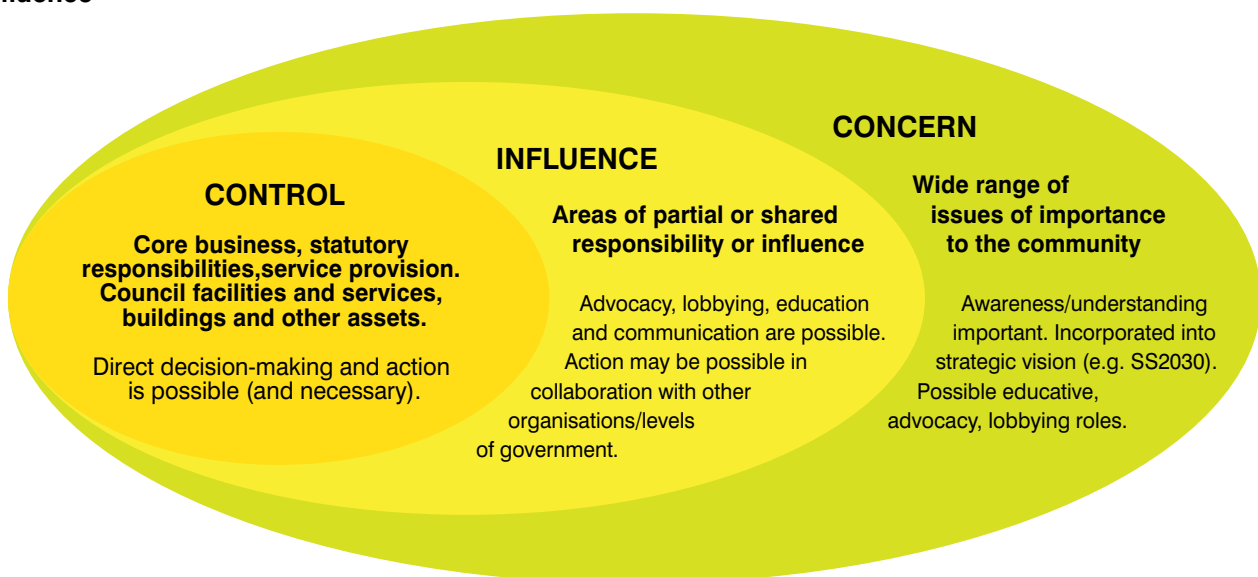 CONTROL
Core business, statutory
responsibilities,service provision.
Council facilities and services,
buildings and other assets.
Direct decision-making and action
is possible (and necessary).
INFLUENCE
Areas of partial or shared
responsibility or influence
Advocacy, lobbying, education
and communication are possible.
Action may be possible in
collaboration with other
organisations/levels
of government.
CONCERN
Wide range of
issues of importance
to the community
Awareness/understanding
important. Incorporated into
strategic vision (e.g. SS2030).
Possible educative,
advocacy, lobbying roles.